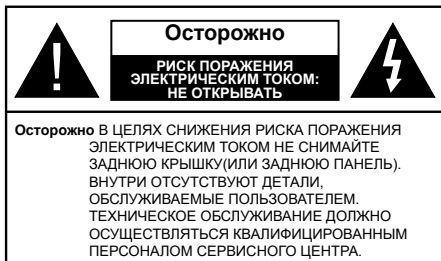 Осторожно
РИСК ПОРАЖЕНИЯ
ЭЛЕКТРИЧЕСКИМ ТОКОМ:
НЕ ОТКРЫВАТЬ
Осторожно В ЦЕЛЯХ СНИЖЕНИЯ РИСКА ПОРАЖЕНИЯ
ЭЛЕКТРИЧЕСКИМ ТОКОМ НЕ СНИМАЙТЕ
ЗАДНЮЮ КРЫШКУ(ИЛИ ЗАДНЮЮ ПАНЕЛЬ).
ВНУТРИ ОТСУТСТВУЮТ ДЕТАЛИ,
ОБСЛУЖИВАЕМЫЕ ПОЛЬЗОВАТЕЛЕМ.
ТЕХНИЧЕСКОЕ ОБСЛУЖИВАНИЕ ДОЛЖНО
ОСУЩЕСТВЛЯТЬСЯ КВАЛИФИЦИРОВАННЫМ
ПЕРСОНАЛОМ СЕРВИСНОГО ЦЕНТРА.